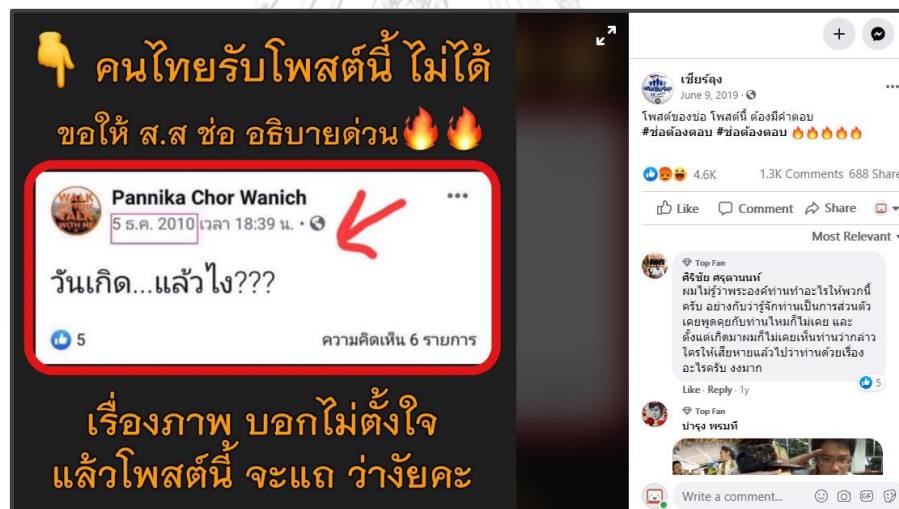 คนไทยรับโพสต์นี้ ไม่ได้
ขอให้ ส.ส ช่อ อธิบายด่วน
Pannika Chor Wanich
5 ธ.ค. 2010 เวลา 18:39 น.
วันเกิด...แล้วไง???
5
ความคิดเห็น 6 รายการ
เรื่องภาพ บอกไม่ตั้งใจ
แล้วโพสต์นี้ จะแถ ว่างัยคะ
เชียร์ลุง
June 9, 2019
โพสต์ของช่อ โพสต์นี้ ต้องมีคำตอบ
#ช่อต้องตอบ #ช่อต้องตอบ
4.6K 1.3K Comments 688 Share
Like Comment Share
Most Relevant
Top Fan
ศิริชัย ศรุตานนท์
ผมไม่รู้ว่าพระองค์ท่านทำอะไรให้พวกนี้
ครับ อย่างกับว่ารู้จักท่านเป็นการส่วนตัว
เคยพูดคุยกับท่านไหมก็ไม่เคย และ
ตั้งแต่เกิดมาผมก็ไม่เคยเห็นท่านว่ากล่าว
ใครให้เสียหายแล้วไปว่าท่านด้วยเรื่อง
อะไรครับ งงมาก
5
Like · Reply · 1y
Top Fan
บำรุง พรมที
Write a comment...
GIF